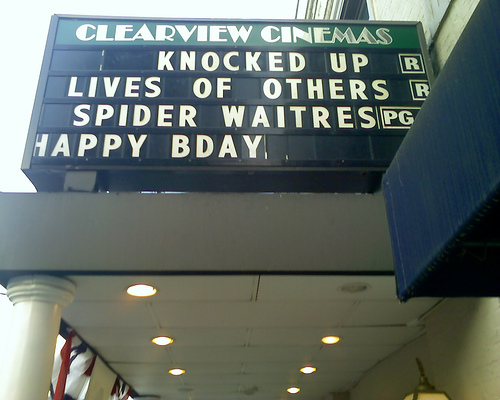 CLEARVIEW CINEMAS
KNOCKED UP R
LIVES OF OTHERS R
SPIDER WAITRES PG
HAPPY BDAY